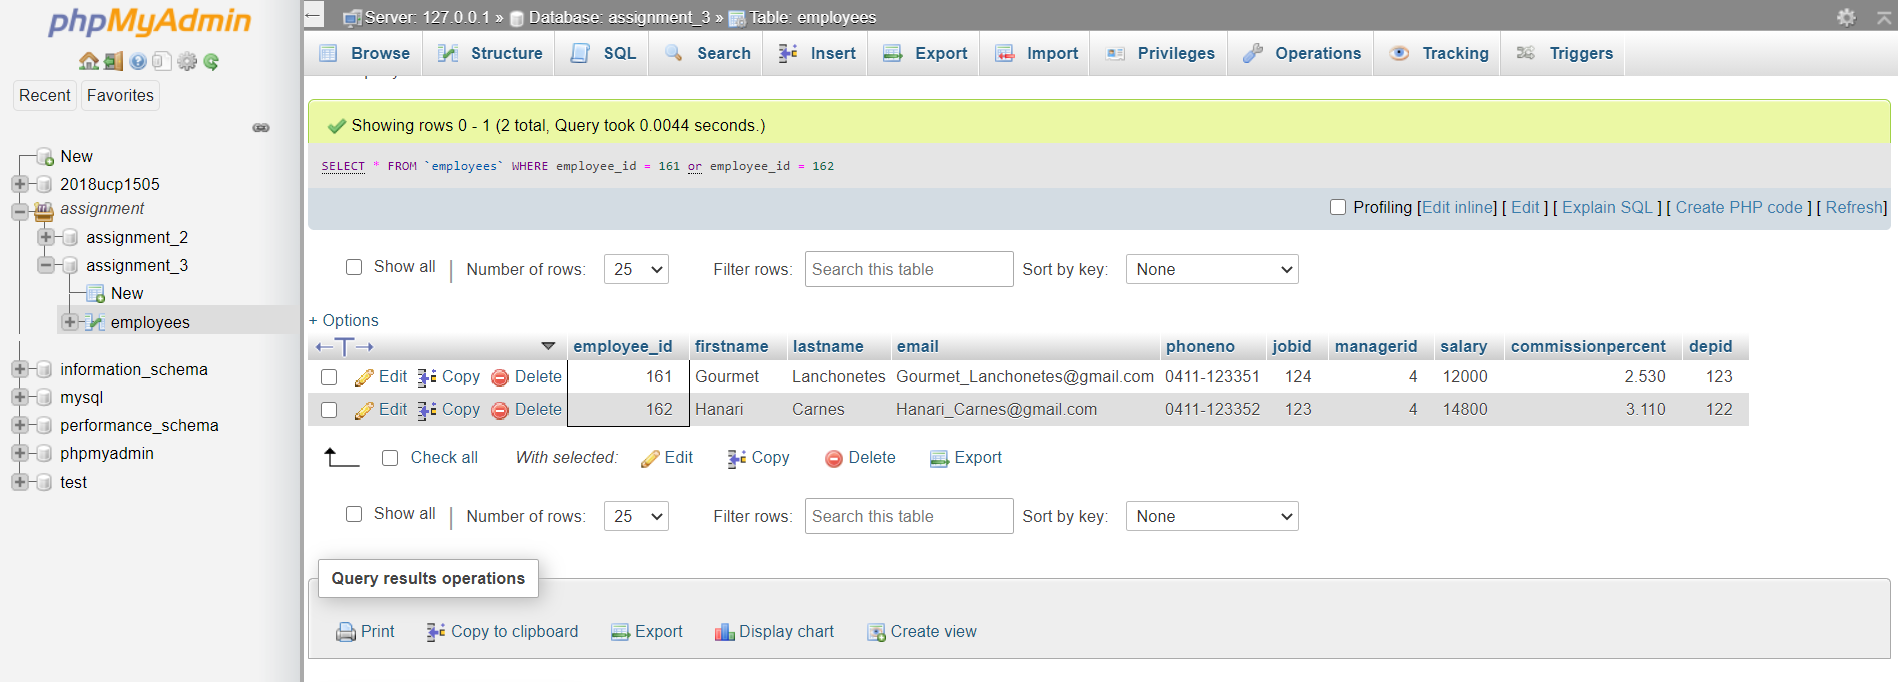 phpMyAdmin
Recent Favorites
New
2018ucp1505
assignment
assignment_2
assignment_3
New
employees
information_schema
mysql
performance_schema
phpmyadmin
test
Server: 127.0.0.1 » Database: assignment_3 » Table: employees
Browse Structure SQL Search Insert Export Import Privileges Operations Tracking Triggers
Showing rows 0 - 1 (2 total, Query took 0.0044 seconds.)
SELECT * FROM `employees` WHERE employee_id = 161 or employee_id = 162
Profiling [Edit inline] [ Edit ] [ Explain SQL ] [ Create PHP code ] [ Refresh]
Show all | Number of rows: 25 Filter rows: Search this table Sort by key: None
+ Options
←T→ employee_id firstname lastname email phoneno jobid managerid salary commissionpercent depid
Edit Copy Delete 161 Gourmet Lanchonetes Gourmet_Lanchonetes@gmail.com 0411-123351 124 4 12000 2.530 123
Edit Copy Delete 162 Hanari Carnes Hanari_Carnes@gmail.com 0411-123352 123 4 14800 3.110 122
Check all With selected: Edit Copy Delete Export
Show all | Number of rows: 25 Filter rows: Search this table Sort by key: None
Query results operations
Print Copy to clipboard Export Display chart Create view